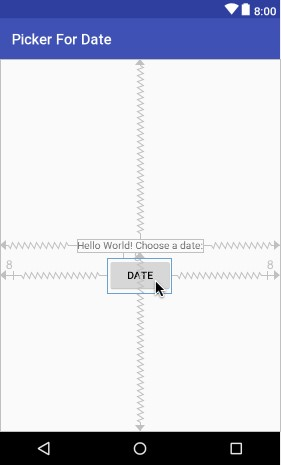 8:00
Picker For Date
Hello World! Choose a date:
8 8
DATE